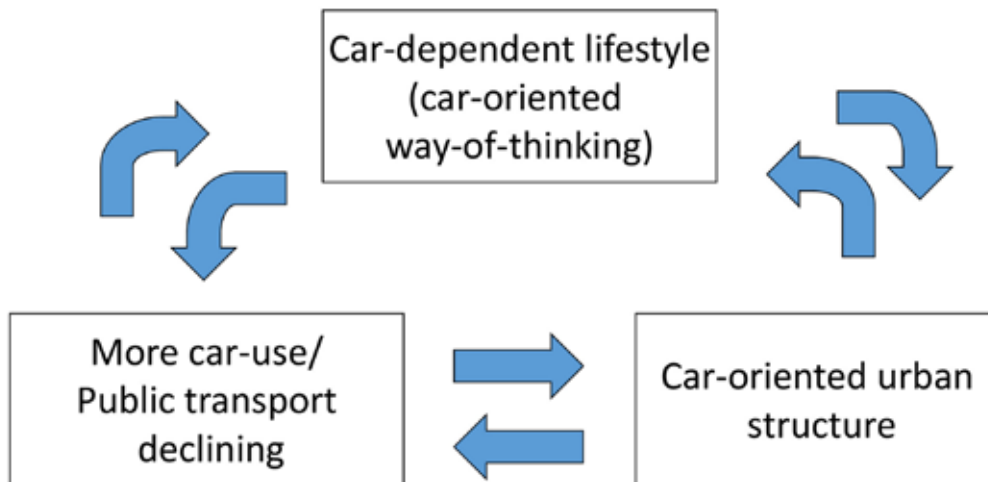 Car-dependent lifestyle
(car-oriented
way-of-thinking)
More car-use/
Public transport
declining
Car-oriented urban
structure